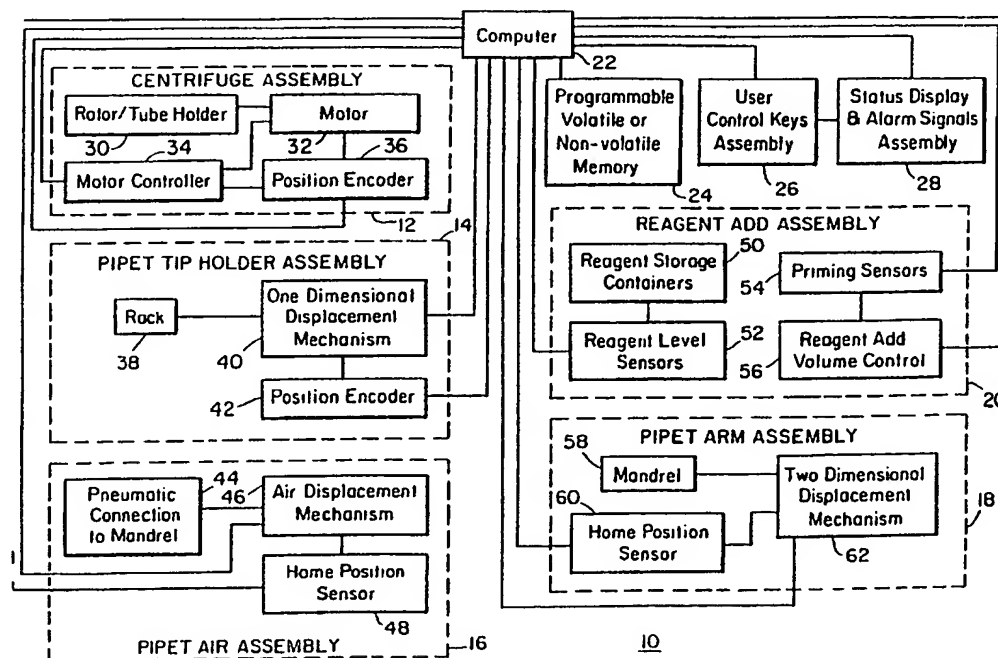 Computer
22
CENTRIFUGE ASSEMBLY
Rotor/Tube Holder
30
Motor
32
34
Motor Controller
36
Position Encoder
12
Programmable
Volatile or
Non-volatile
Memory
24
User
Control Keys
Assembly
26
Status Display
& Alarm Signals
Assembly
28
14
PIPET TIP HOLDER ASSEMBLY
Rack
38
One Dimensional
Displacement
Mechanism
40
42
Position Encoder
REAGENT ADD ASSEMBLY
50
Reagent Storage
Containers
54
Priming Sensors
52
Reagent Level
Sensors
56
Reagent Add
Volume Control
20
44
Pneumatic
Connection
to Mandrel
46
Air Displacement
Mechanism
Home Position
Sensor
48
PIPET AIR ASSEMBLY
16
PIPET ARM ASSEMBLY
58
Mandrel
60
Home Position
Sensor
Two Dimensional
Displacement
Mechanism
62
18
10